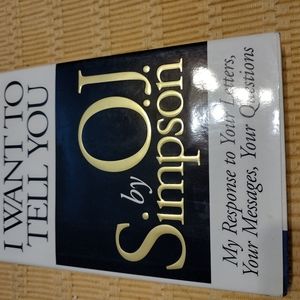 I WANT TO
TELL YOU
by O.J.
Simpson
My Response to Your Letters,
Your Messages, Your Questions